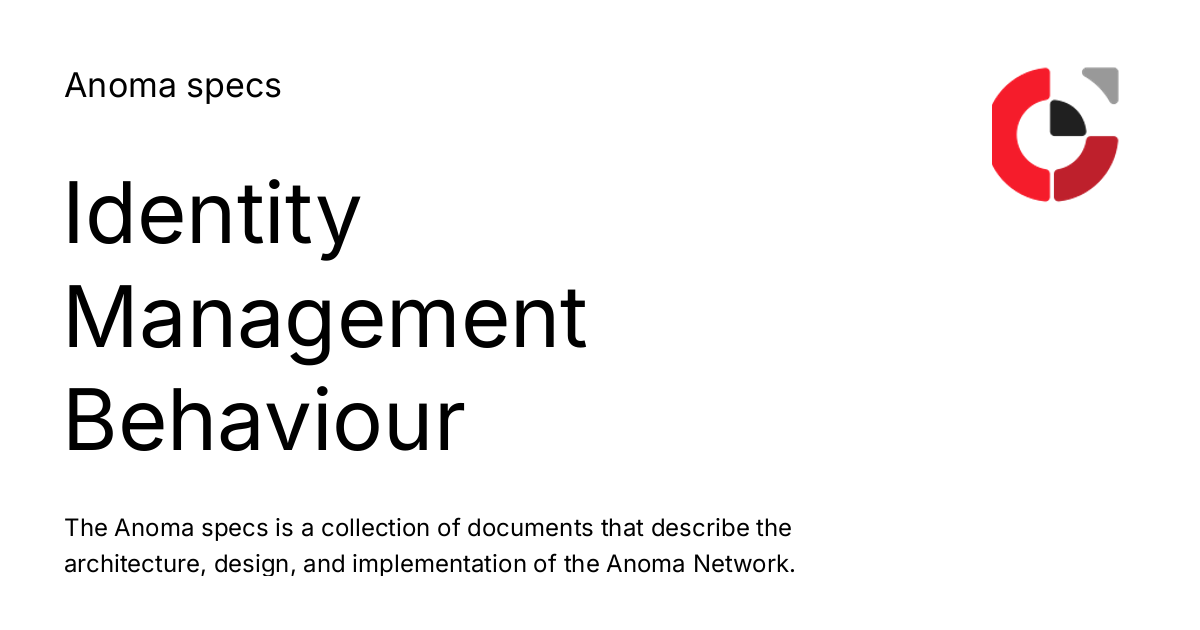 Anoma specs
Identity
Management
Behaviour
The Anoma specs is a collection of documents that describe the
architecture, design, and implementation of the Anoma Network.